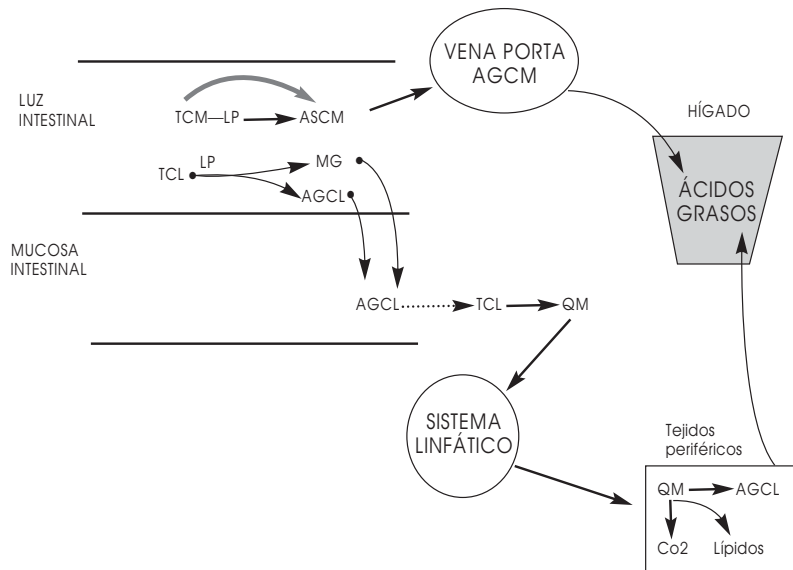 VENA PORTA
AGCM
LUZ
INTESTINAL
TCM—LP
ASCM
HÍGADO
LP
TCL
MG
AGCL
ÁCIDOS
GRASOS
MUCOSA
INTESTINAL
AGCL
TCL
QM
SISTEMA
LINFÁTICO
Tejidos
periféricos
QM
AGCL
Co2
Lípidos